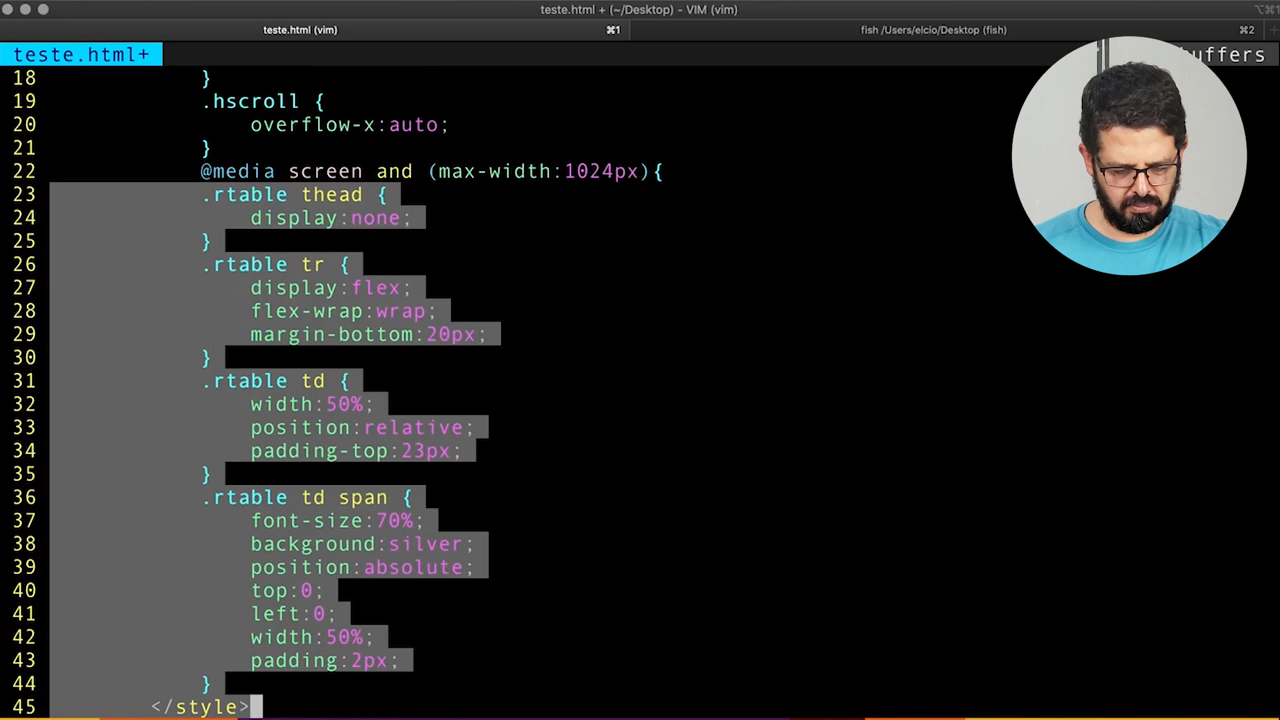 teste.html + (~/Desktop) - VIM (vim)
⌥⌘1
teste.html (vim) ⌘1 fish /Users/elcio/Desktop (fish) ⌘2
teste.html+ buffers
18 }
19 .hscroll {
20 overflow-x:auto;
21 }
22 @media screen and (max-width:1024px){
23 .rtable thead {
24 display:none;
25 }
26 .rtable tr {
27 display:flex;
28 flex-wrap:wrap;
29 margin-bottom:20px;
30 }
31 .rtable td {
32 width:50%;
33 position:relative;
34 padding-top:23px;
35 }
36 .rtable td span {
37 font-size:70%;
38 background:silver;
39 position:absolute;
40 top:0;
41 left:0;
42 width:50%;
43 padding:2px;
44 }
45 </style>